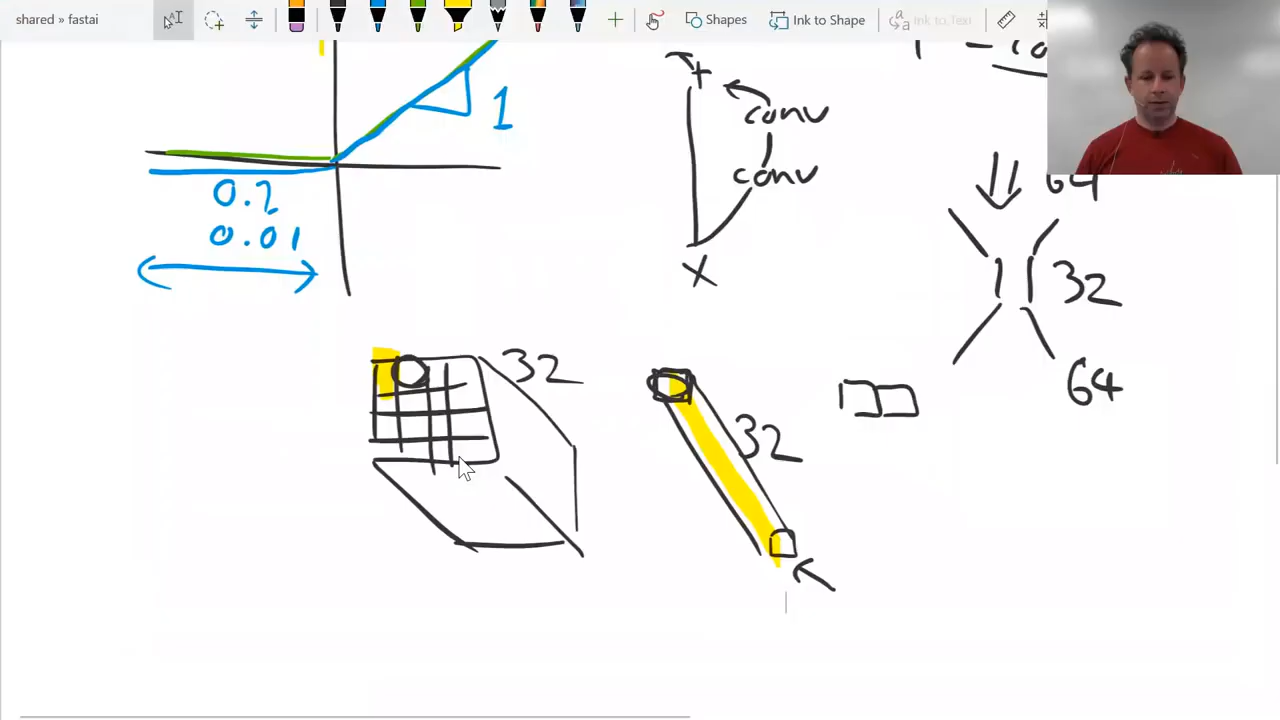 shared » fastai
Shapes
Ink to Shape
Ink to Text
1
0.2
0.01
+
conv
conv
X
64
32
64
32
32